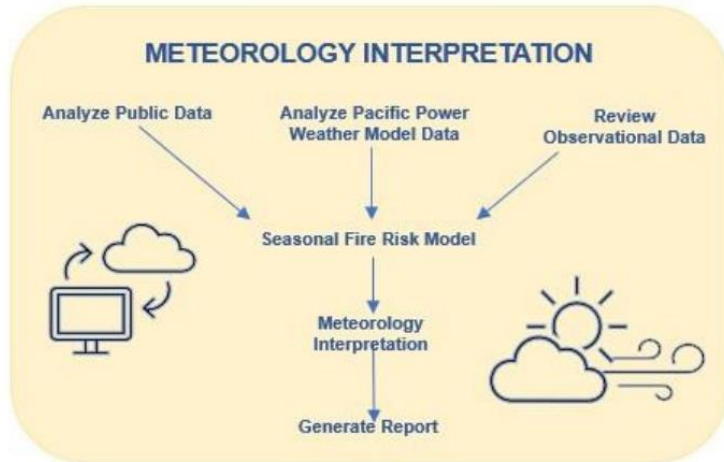 METEOROLOGY INTERPRETATION
Analyze Public Data
Analyze Pacific Power
Weather Model Data
Review
Observational Data
Seasonal Fire Risk Model
Meteorology
Interpretation
Generate Report